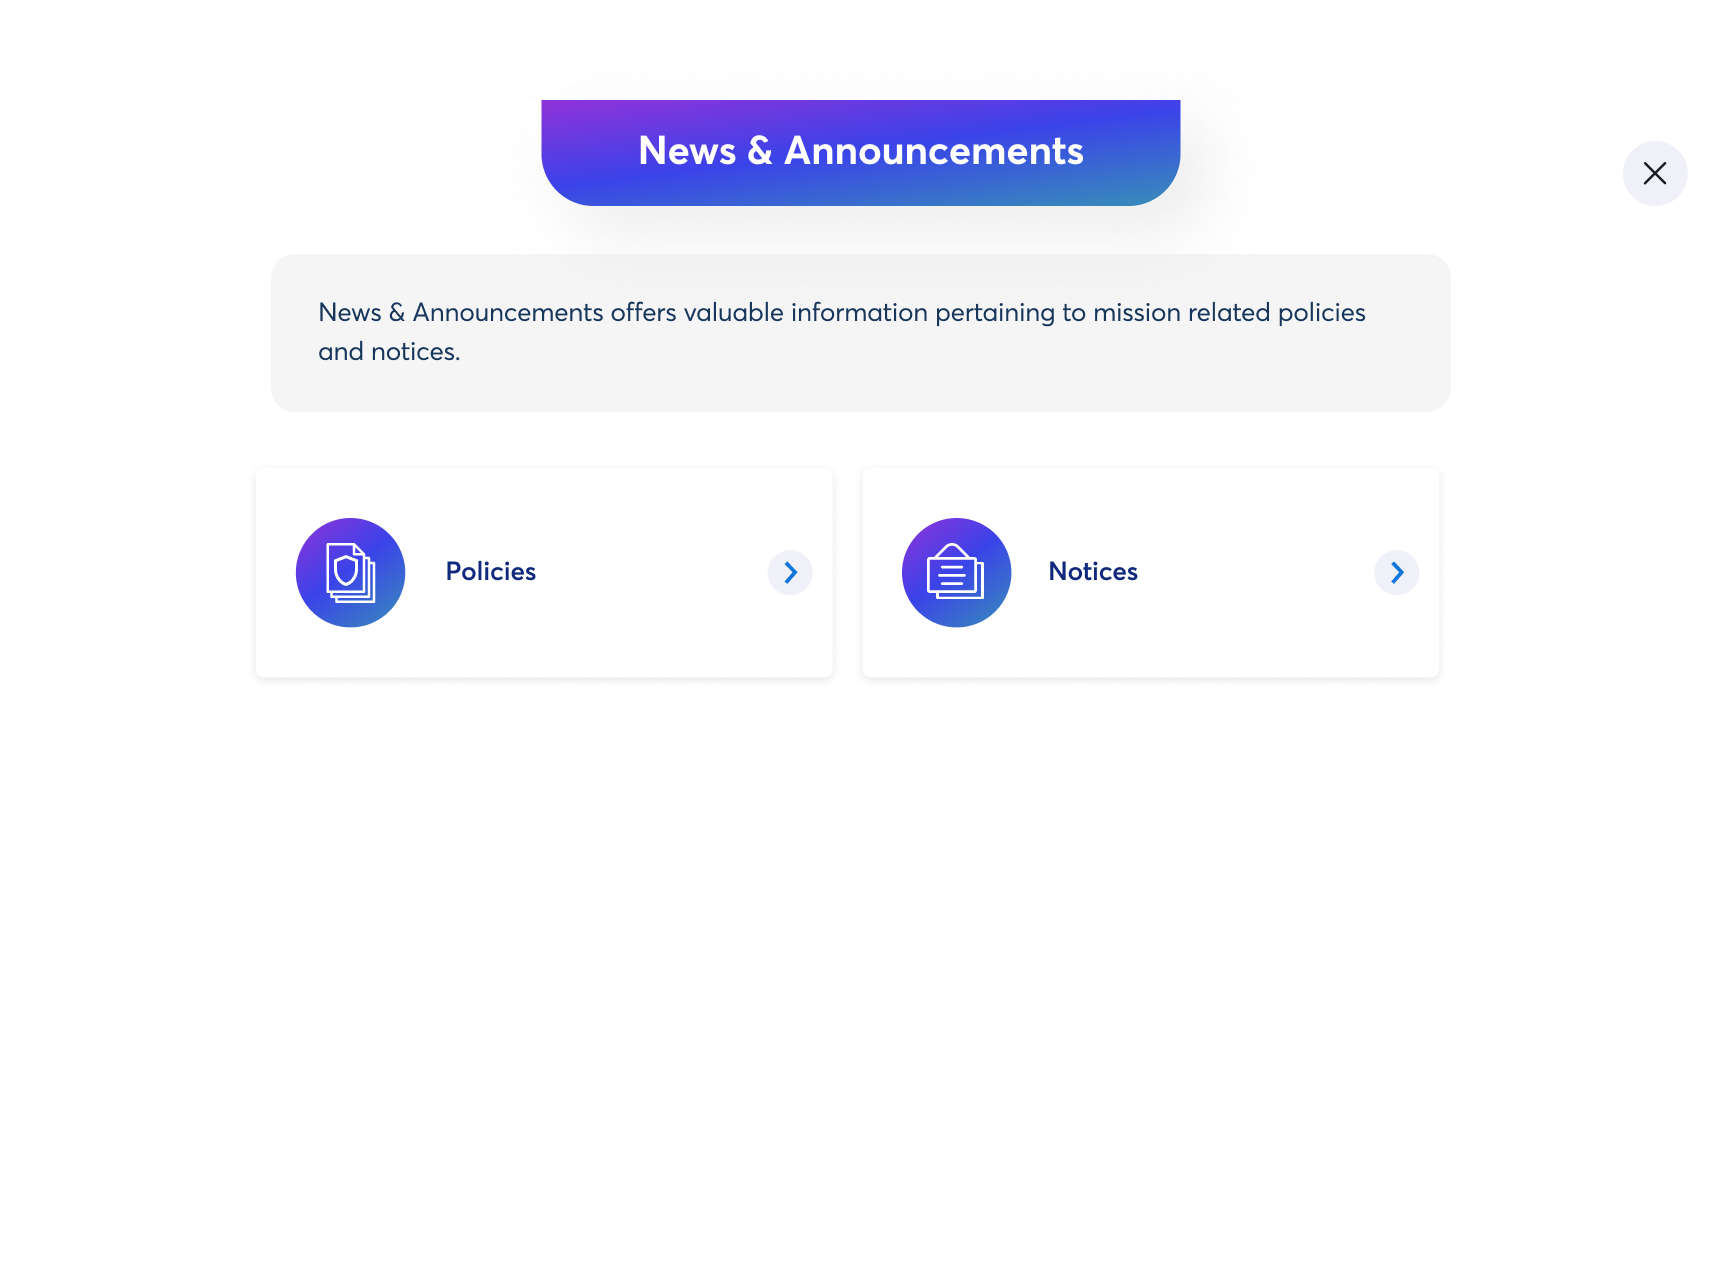 News & Announcements
News & Announcements offers valuable information pertaining to mission related policies
and notices.
Policies
Notices